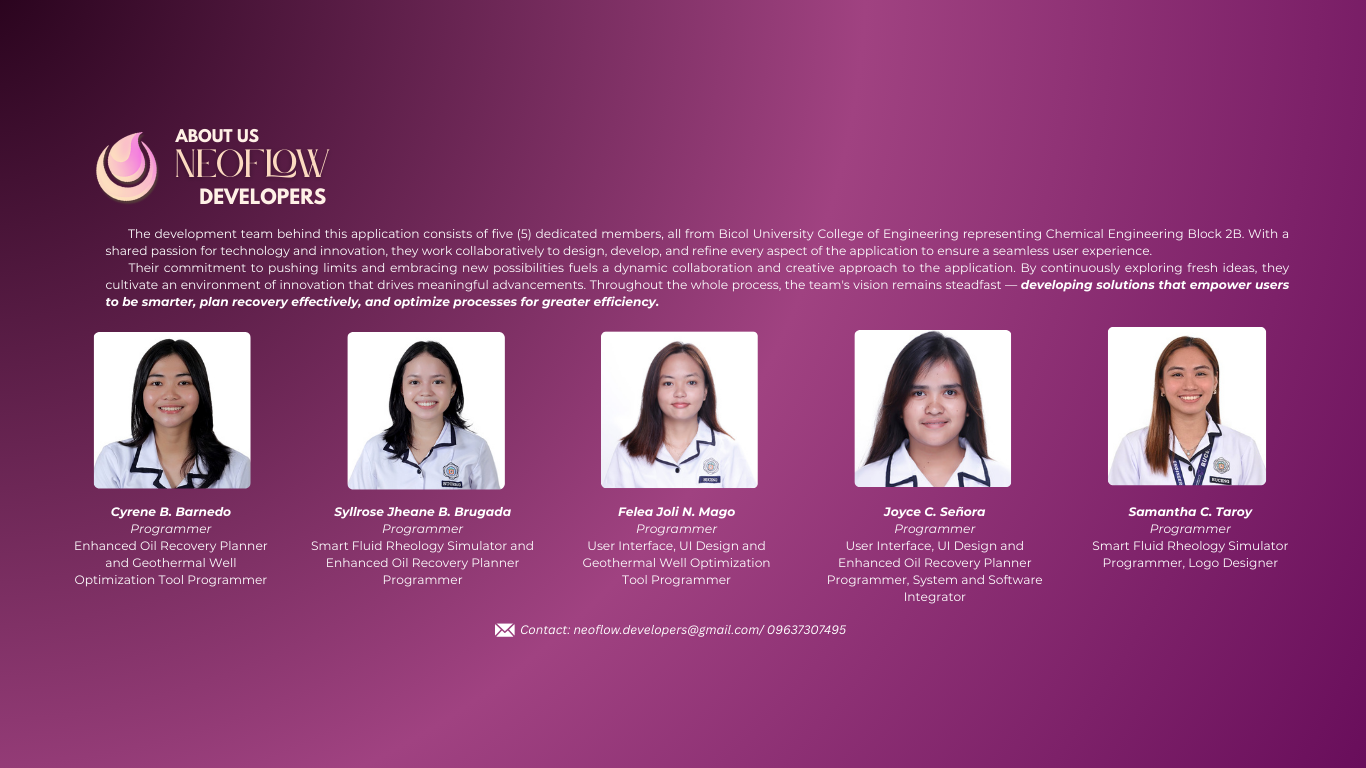 ABOUT US
NEOFLOW
DEVELOPERS
The development team behind this application consists of five (5) dedicated members, all from Bicol University College of Engineering representing Chemical Engineering Block 2B. With a
shared passion for technology and innovation, they work collaboratively to design, develop, and refine every aspect of the application to ensure a seamless user experience.
Their commitment to pushing limits and embracing new possibilities fuels a dynamic collaboration and creative approach to the application. By continuously exploring fresh ideas, they
cultivate an environment of innovation that drives meaningful advancements. Throughout the whole process, the team's vision remains steadfast — developing solutions that empower users
to be smarter, plan recovery effectively, and optimize processes for greater efficiency.
Cyrene B. Barnedo
Programmer
Enhanced Oil Recovery Planner
and Geothermal Well
Optimization Tool Programmer
Syllrose Jheane B. Brugada
Programmer
Smart Fluid Rheology Simulator and
Enhanced Oil Recovery Planner
Programmer
Felea Joli N. Mago
Programmer
User Interface, UI Design and
Geothermal Well Optimization
Tool Programmer
Joyce C. Señora
Programmer
User Interface, UI Design and
Enhanced Oil Recovery Planner
Programmer, System and Software
Integrator
BUCENG
Samantha C. Taroy
Programmer
Smart Fluid Rheology Simulator
Programmer, Logo Designer
Contact: neoflow.developers@gmail.com/ 09637307495